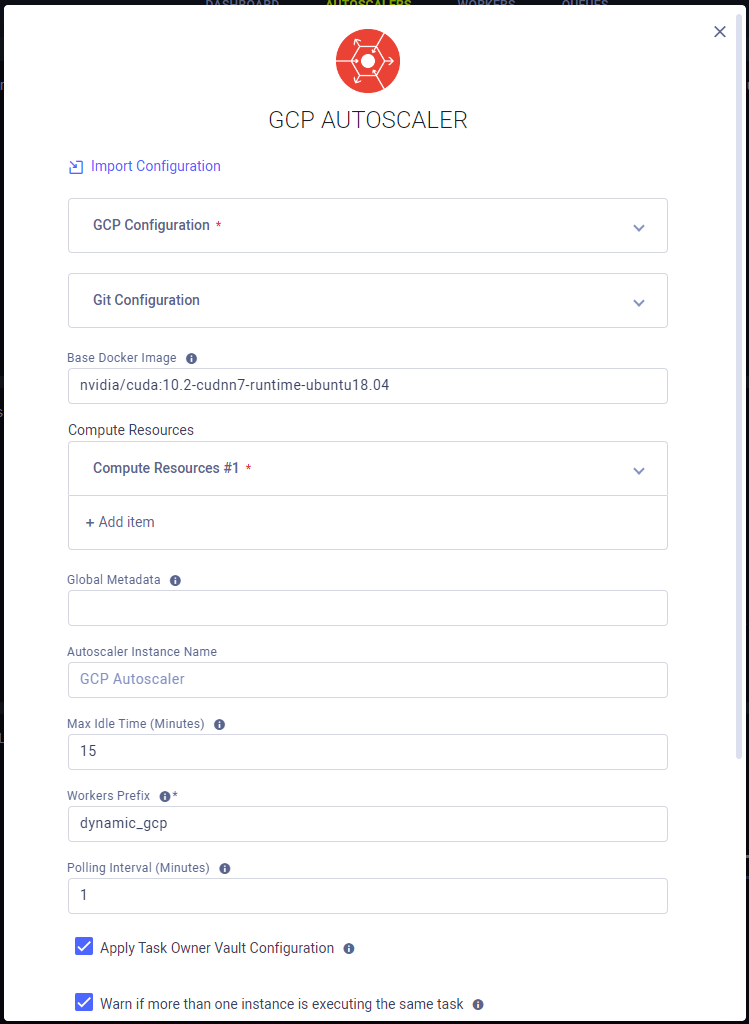 DASHBOARD AUTOSCALERS WORKERS QUEUES
GCP AUTOSCALER
Import Configuration
GCP Configuration *
Git Configuration
Base Docker Image
nvidia/cuda:10.2-cudnn7-runtime-ubuntu18.04
Compute Resources
Compute Resources #1 *
+ Add item
Global Metadata
Autoscaler Instance Name
GCP Autoscaler
Max Idle Time (Minutes)
15
Workers Prefix *
dynamic_gcp
Polling Interval (Minutes)
1
Apply Task Owner Vault Configuration
Warn if more than one instance is executing the same task